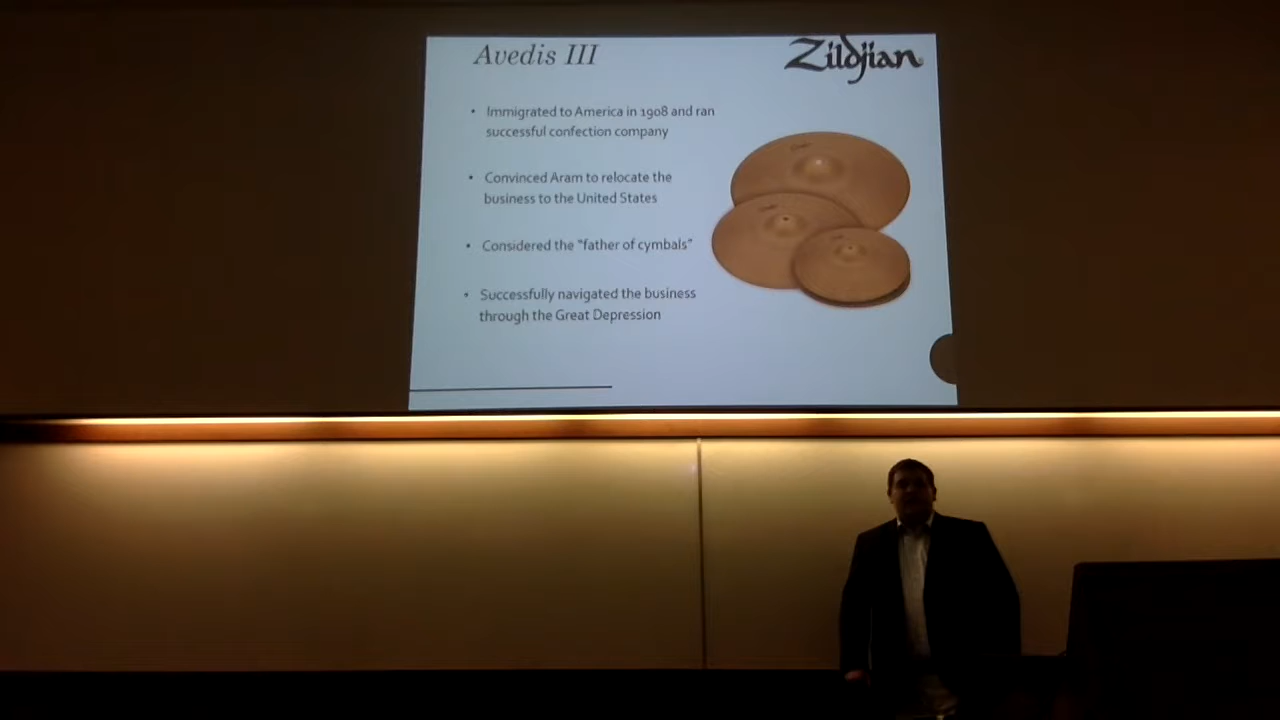 Avedis III
Zildjian
• Immigrated to America in 1908 and ran
successful confection company
• Convinced Aram to relocate the
business to the United States
• Considered the "father of cymbals"
• Successfully navigated the business
through the Great Depression